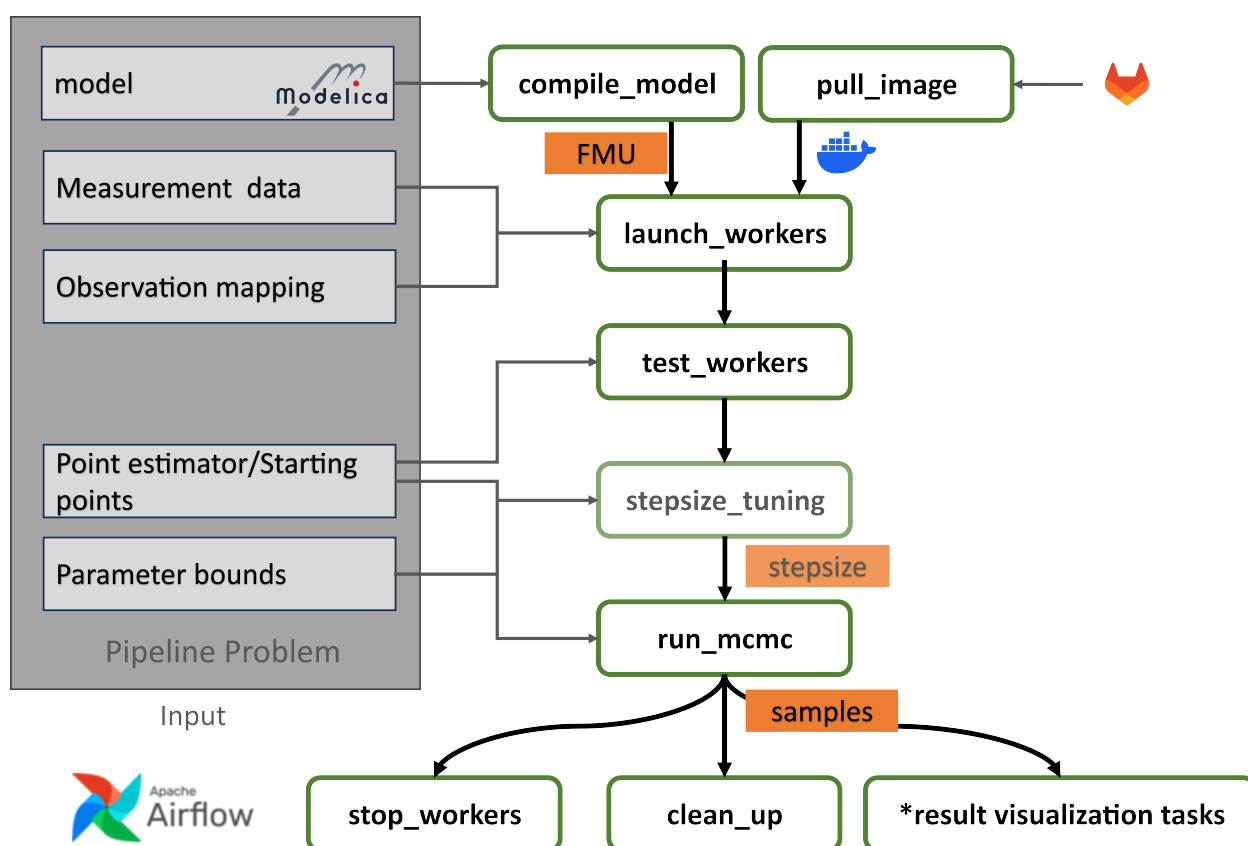 model
Modelica
compile_model
pull_image
FMU
Measurement data
launch_workers
Observation mapping
test_workers
Point estimator/Starting
points
stepsize_tuning
stepsize
Parameter bounds
run_mcmc
Pipeline Problem
samples
Input
Apache
Airflow
stop_workers
clean_up
*result visualization tasks